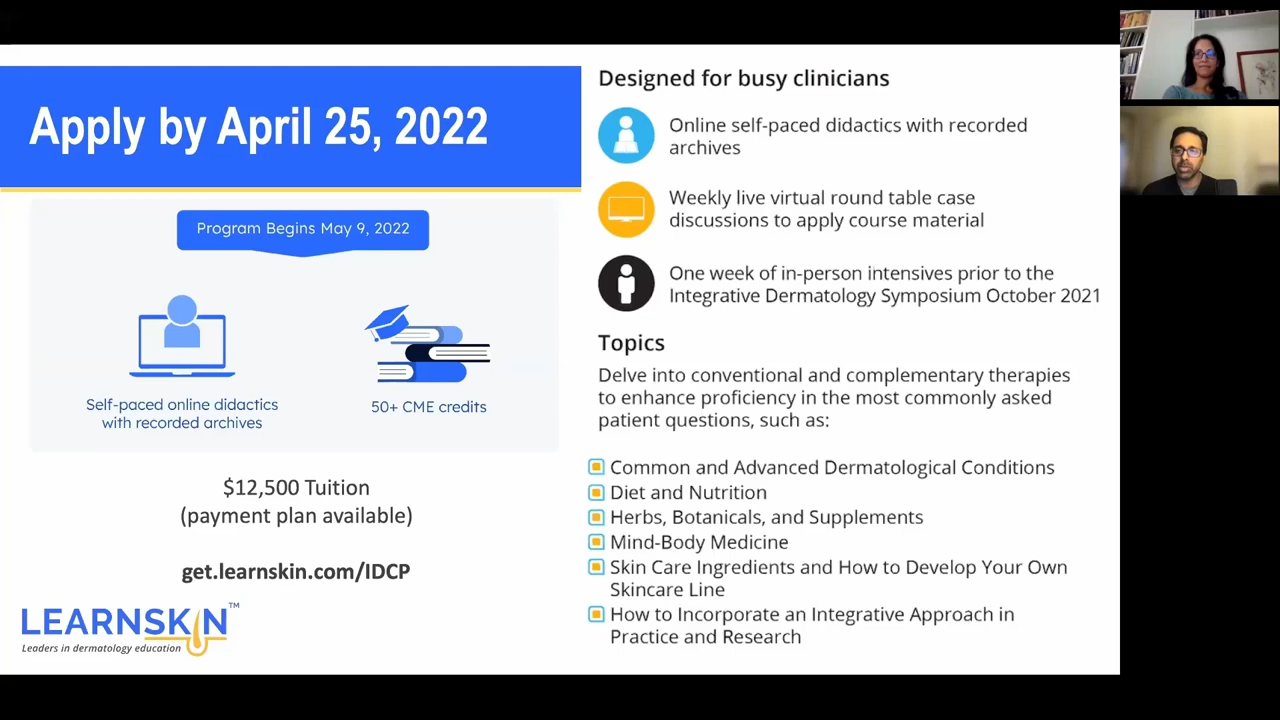 Apply by April 25, 2022
Program Begins May 9, 2022
Self-paced online didactics
with recorded archives
50+ CME credits
$12,500 Tuition
(payment plan available)
get.learnskin.com/IDCP
LEARNSKIN™
Leaders in dermatology education
Designed for busy clinicians
Online self-paced didactics with recorded
archives
Weekly live virtual round table case
discussions to apply course material
One week of in-person intensives prior to the
Integrative Dermatology Symposium October 2021
Topics
Delve into conventional and complementary therapies
to enhance proficiency in the most commonly asked
patient questions, such as:
Common and Advanced Dermatological Conditions
Diet and Nutrition
Herbs, Botanicals, and Supplements
Mind-Body Medicine
Skin Care Ingredients and How to Develop Your Own
Skincare Line
How to Incorporate an Integrative Approach in
Practice and Research